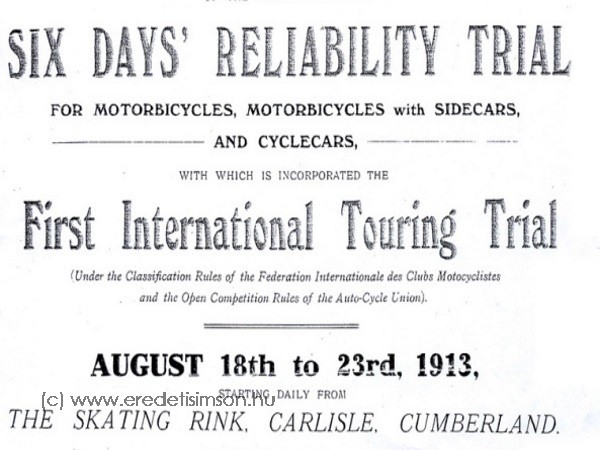 SIX DAYS' RELIABILITY TRIAL
FOR MOTORBICYCLES, MOTORBICYCLES with SIDECARS,
AND CYCLECARS,
WITH WHICH IS INCORPORATED THE
First International Touring Trial
(Under the Classification Rules of the Federation Internationale des Clubs Motocyclistes
and the Open Competition Rules of the Auto-Cycle Union).
AUGUST 18th to 23rd, 1913,
STARTING DAILY FROM
(c) www.eredetisimson.hu
THE SKATING RINK, CARLISLE, CUMBERLAND.